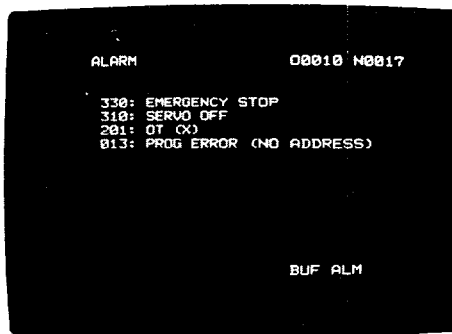 ALARM O0010 N0017
330: EMERGENCY STOP
310: SERVO OFF
201: OT (X)
013: PROG ERROR (NO ADDRESS)
BUF ALM